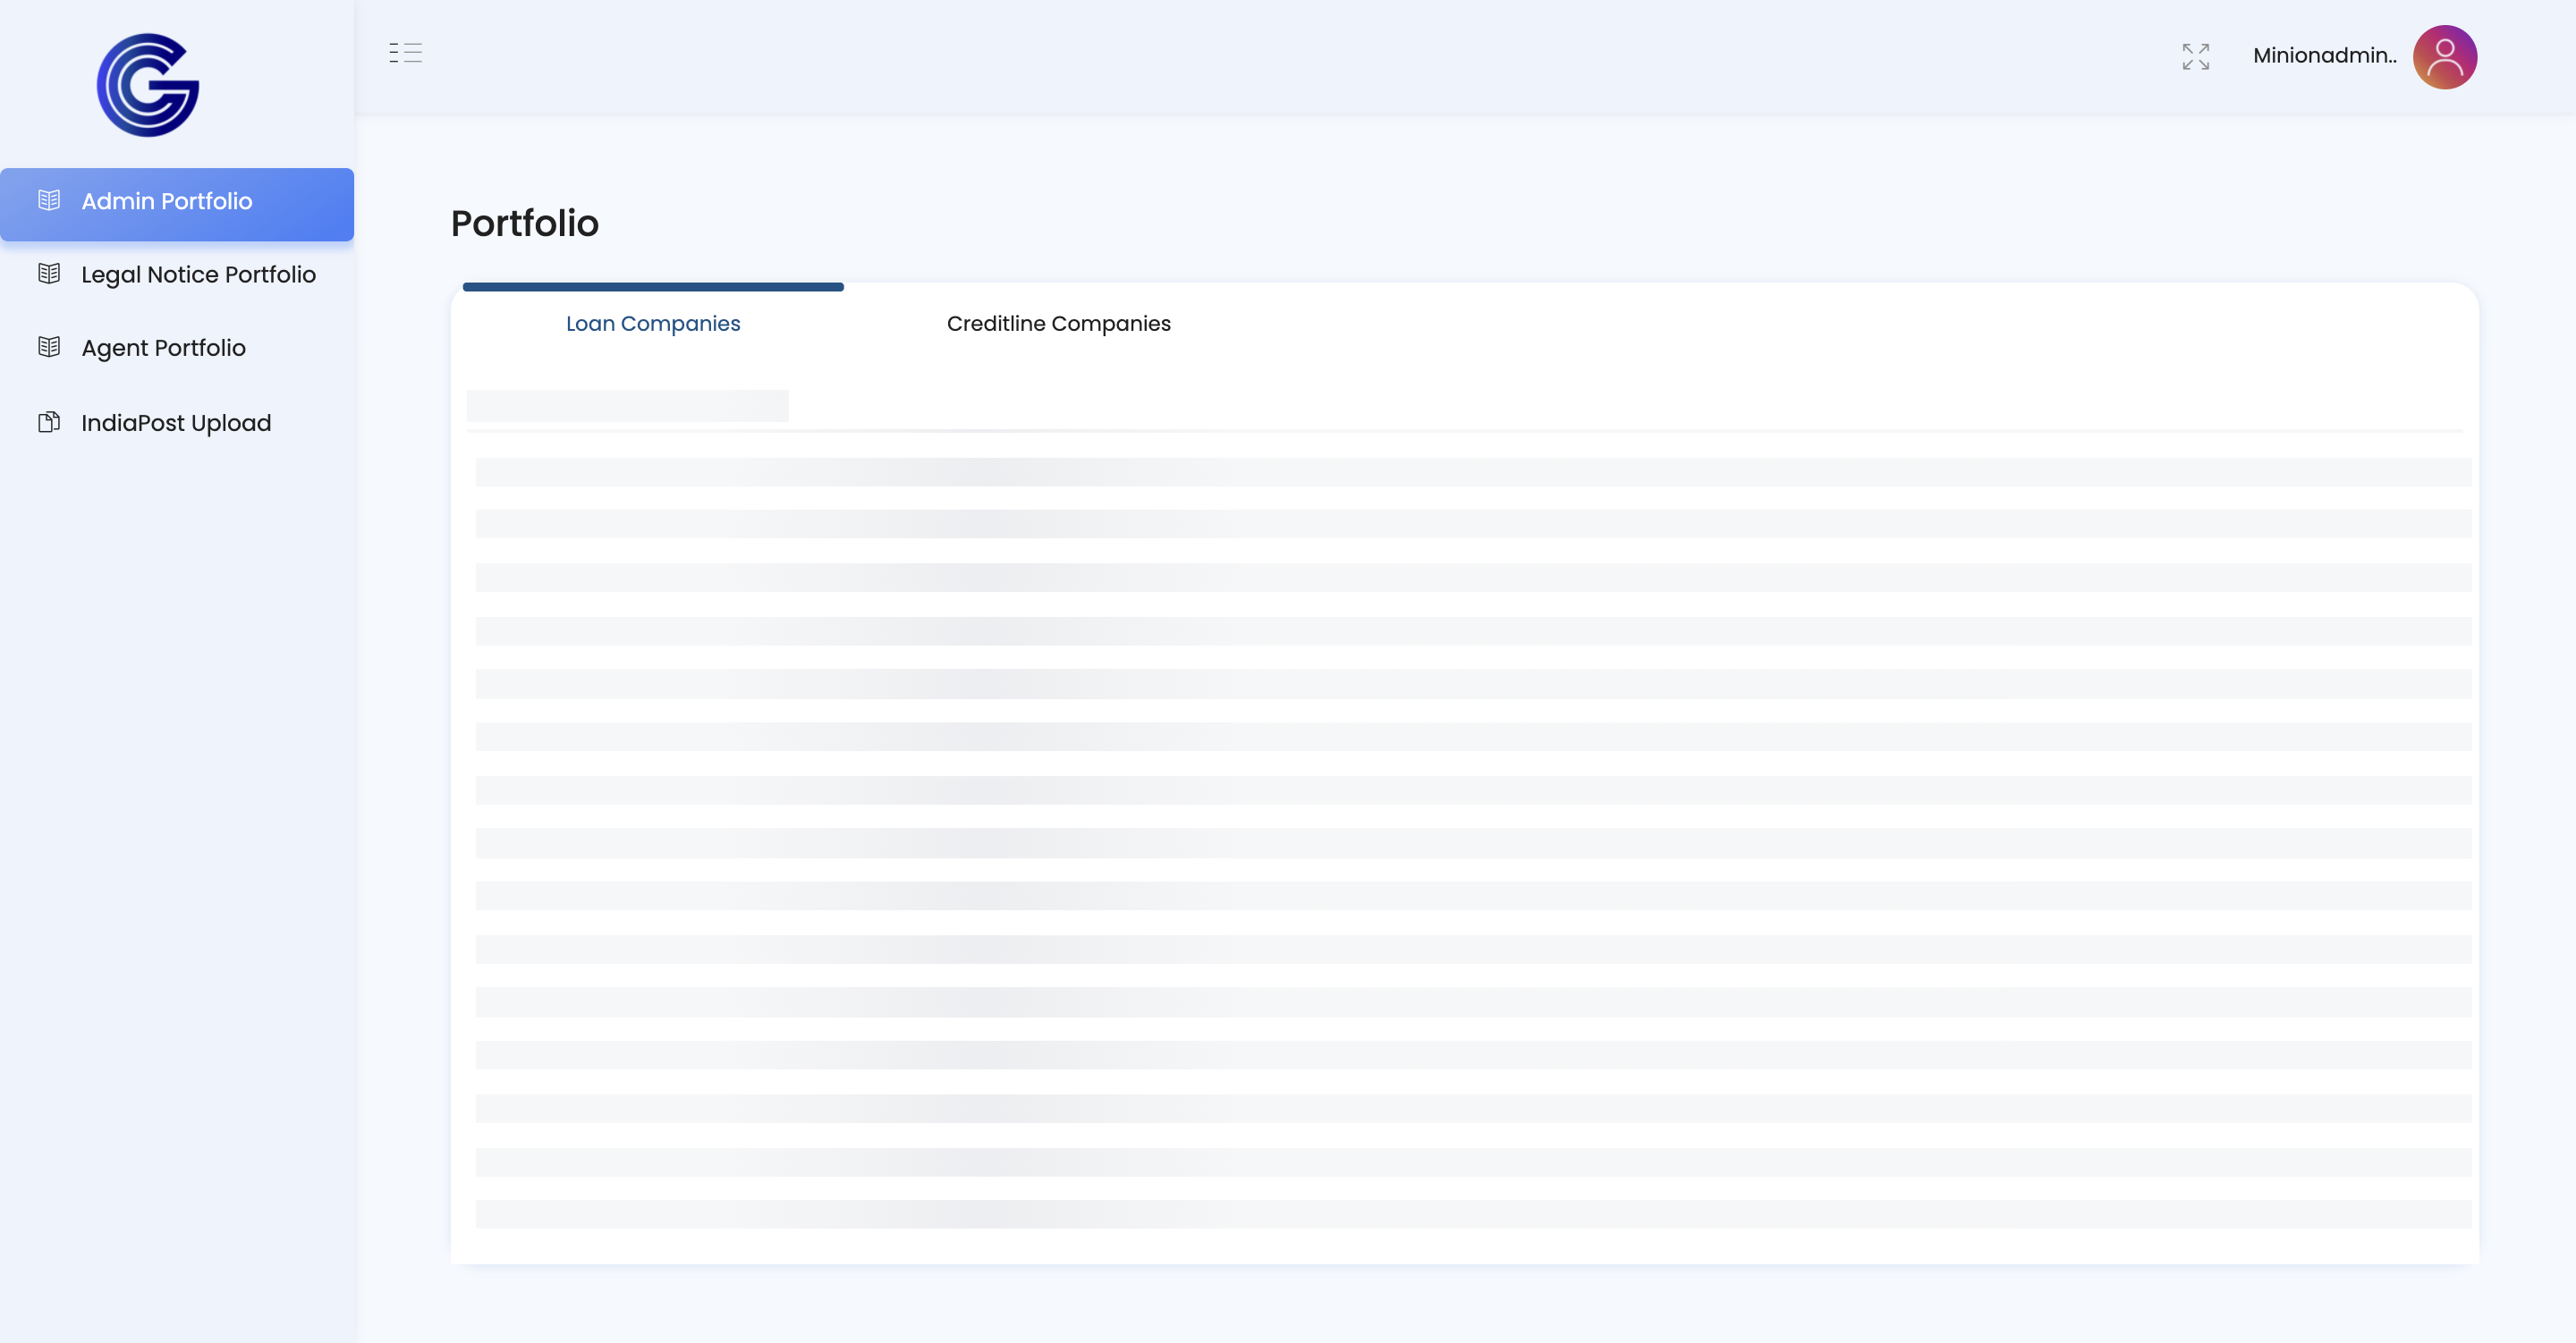 Minionadmin..
Admin Portfolio
Legal Notice Portfolio
Agent Portfolio
IndiaPost Upload
Portfolio
Loan Companies
Creditline Companies